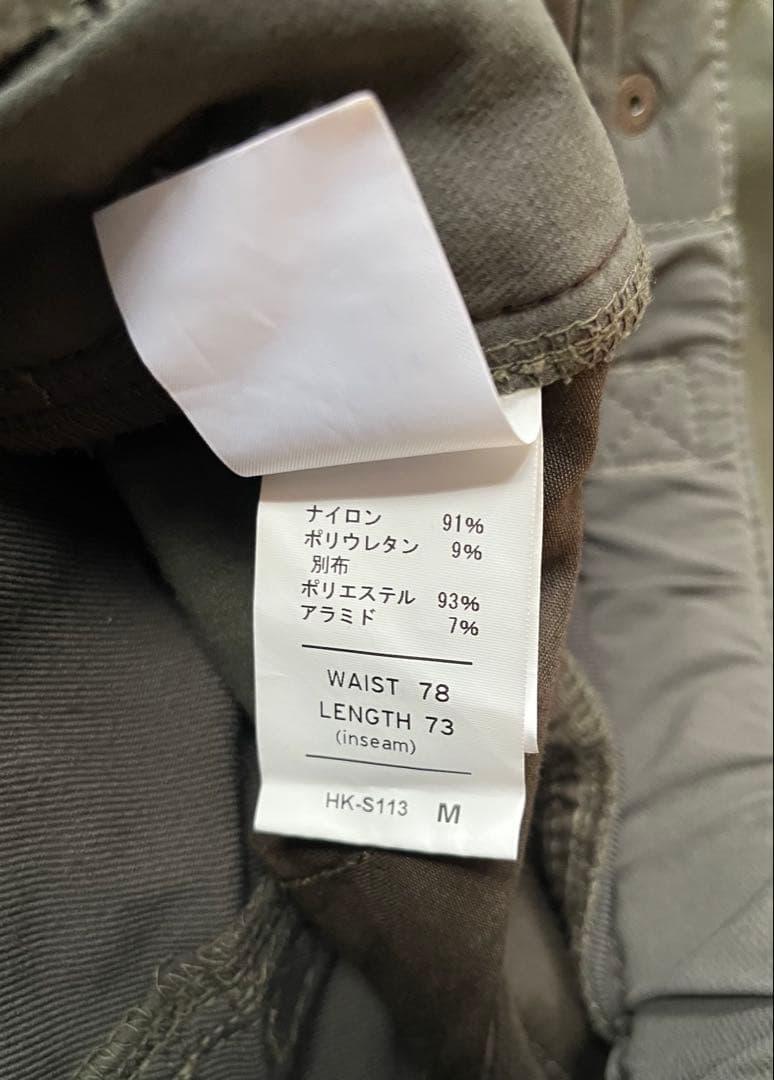 ナイロン 91%
ポリウレタン 9%
別布
ポリエステル 93%
アラミド 7%
WAIST 78
LENGTH 73
(inseam)
HK-S113 M